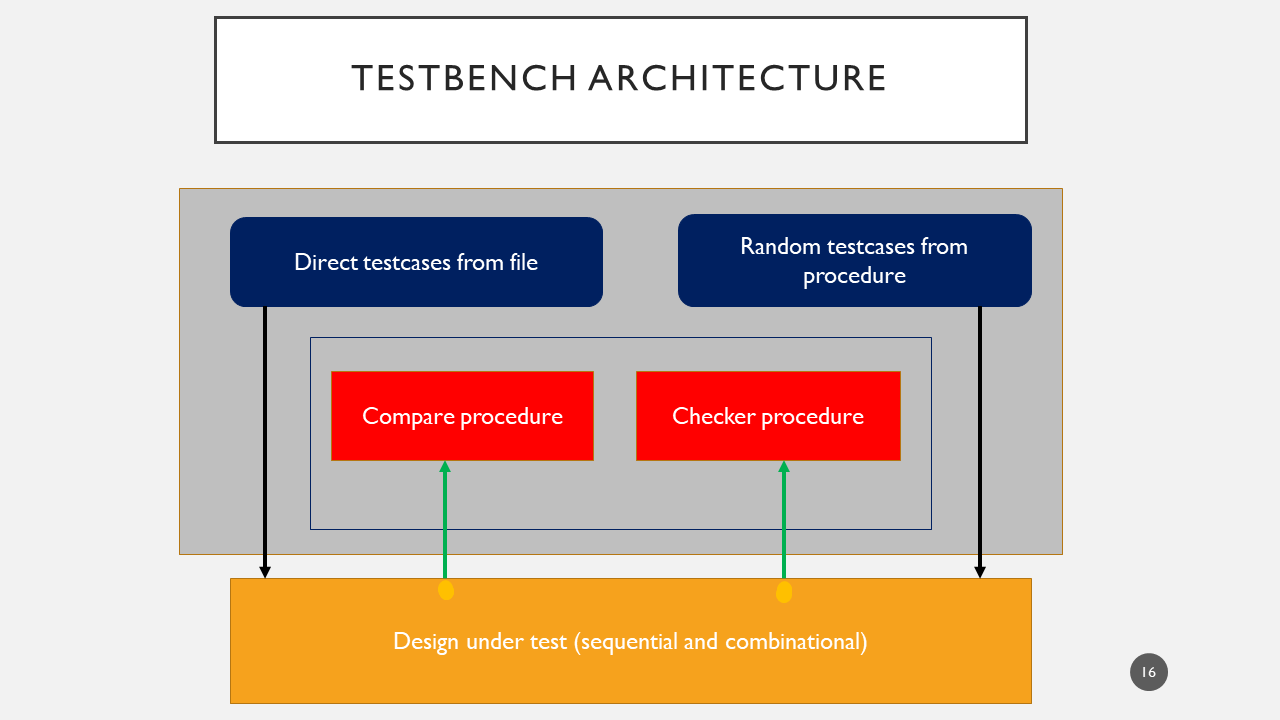 TESTBENCH ARCHITECTURE
Direct testcases from file
Random testcases from
procedure
Compare procedure
Checker procedure
Design under test (sequential and combinational)
16